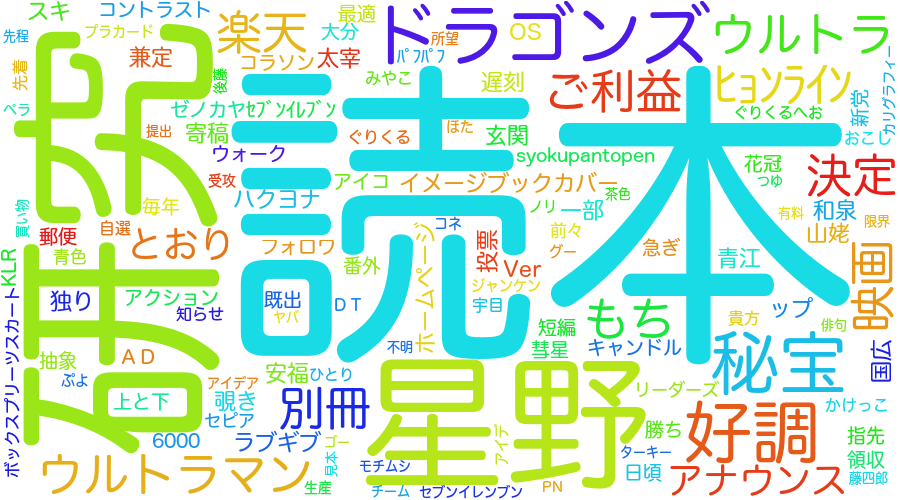 スキ
コントラスト
先程
プラカード
兼定
楽天
最適
大分
所望
OS
ドラゴンズ
ウルトラ
後藤
コラソン
太宰
ﾊﾟﾌﾊﾟﾌ
先着
ベラ
みやこ
遅刻
ご利益
ﾋｮﾝﾗｲﾝ
カリグラフィー
新党
ゼノカヤ
ｾﾌﾞﾝｲﾚﾌﾞﾝ
研究
読本
提出
寄稿
ぐりくる
ほた
玄関
ぐりくるへお
おこし
ウォーク
syokupantopen
花冠
決定
受攻
ハクヨナ
アイコ
イメージブックカバー
茶色
つゆ
買い物
毎年
自選
郵便
とおり
フォロワ
ホームページ
コネ
ノリ
一部
有料
和泉
限界
前々
山姥
KLR
青色
番外
投票
Ver
グー
急ぎ
青江
映画
独り
アクション
知らせ
既出
ヤバ
ＤＴ
ジャンケン
宇目
もち
貴方
ップ
俳句
ボックスプリーツスカート
抽象
ＡＤ
不明
短編
彗星
キャンドル
秘宝
国広
ぷよ
アイデア
安福
ひとり
星野
リーダーズ
上と下
覗き
セピア
別冊
好調
かけっこ
6000
ラブギブ
ゴー
見本
アイデ
勝ち
指先
ウルトラマン
モチムシ
ターキー
日頃
アナウンス
領収
生産
チーム
セブンイレンブン
PN
藤四郎